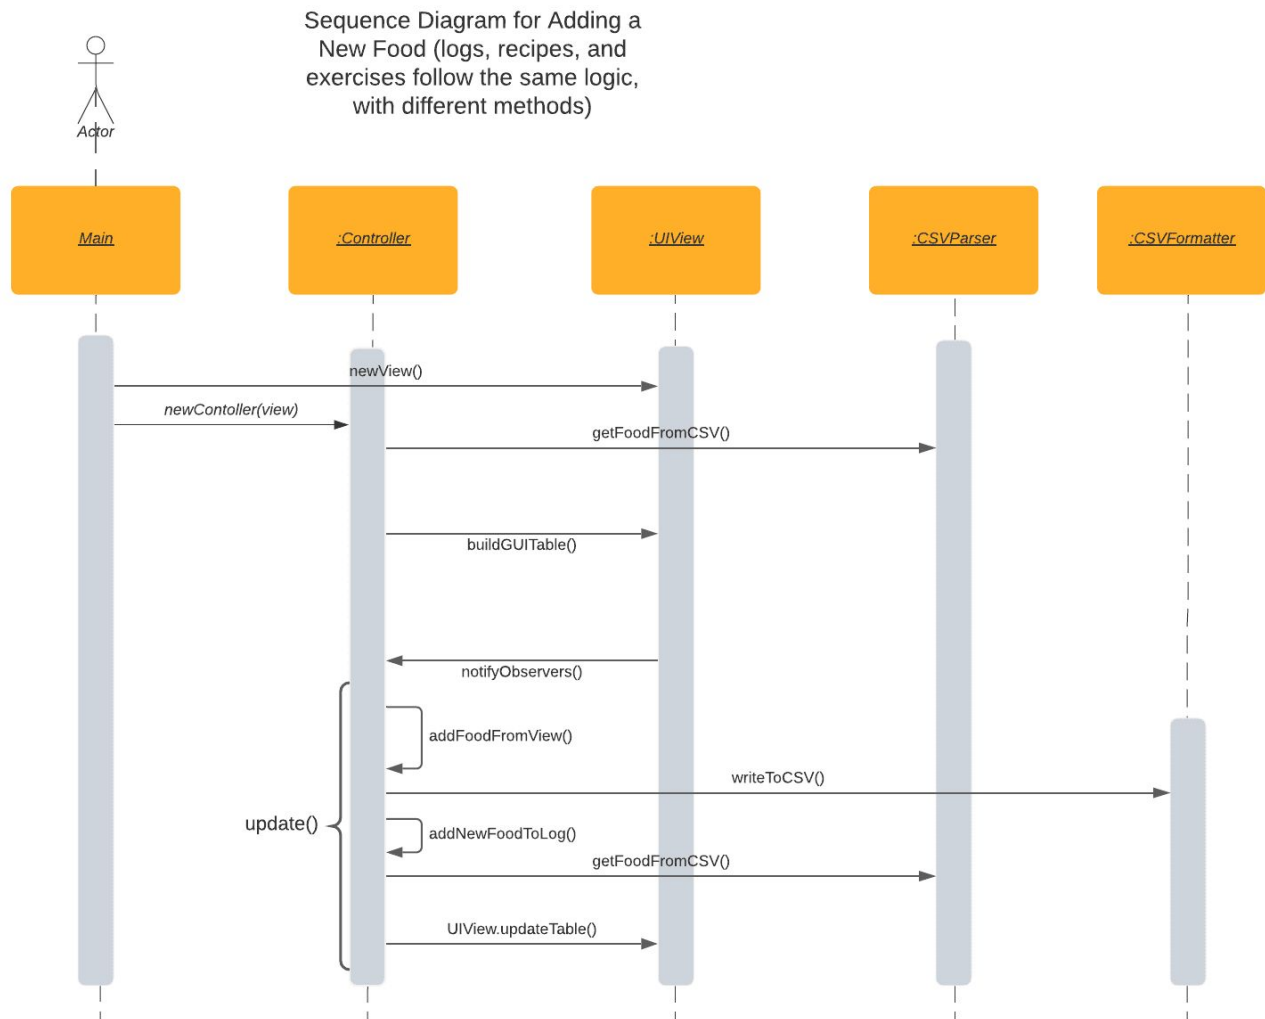 Sequence Diagram for Adding a
New Food (logs, recipes, and
exercises follow the same logic,
with different methods)
Actor
Main
:Controller
:UIView
:CSVParser
:CSVFormatter
newView()
newContoller(view)
getFoodFromCSV()
buildGUITable()
notifyObservers()
addFoodFromView()
writeToCSV()
update()
addNewFoodToLog()
getFoodFromCSV()
UIView.updateTable()